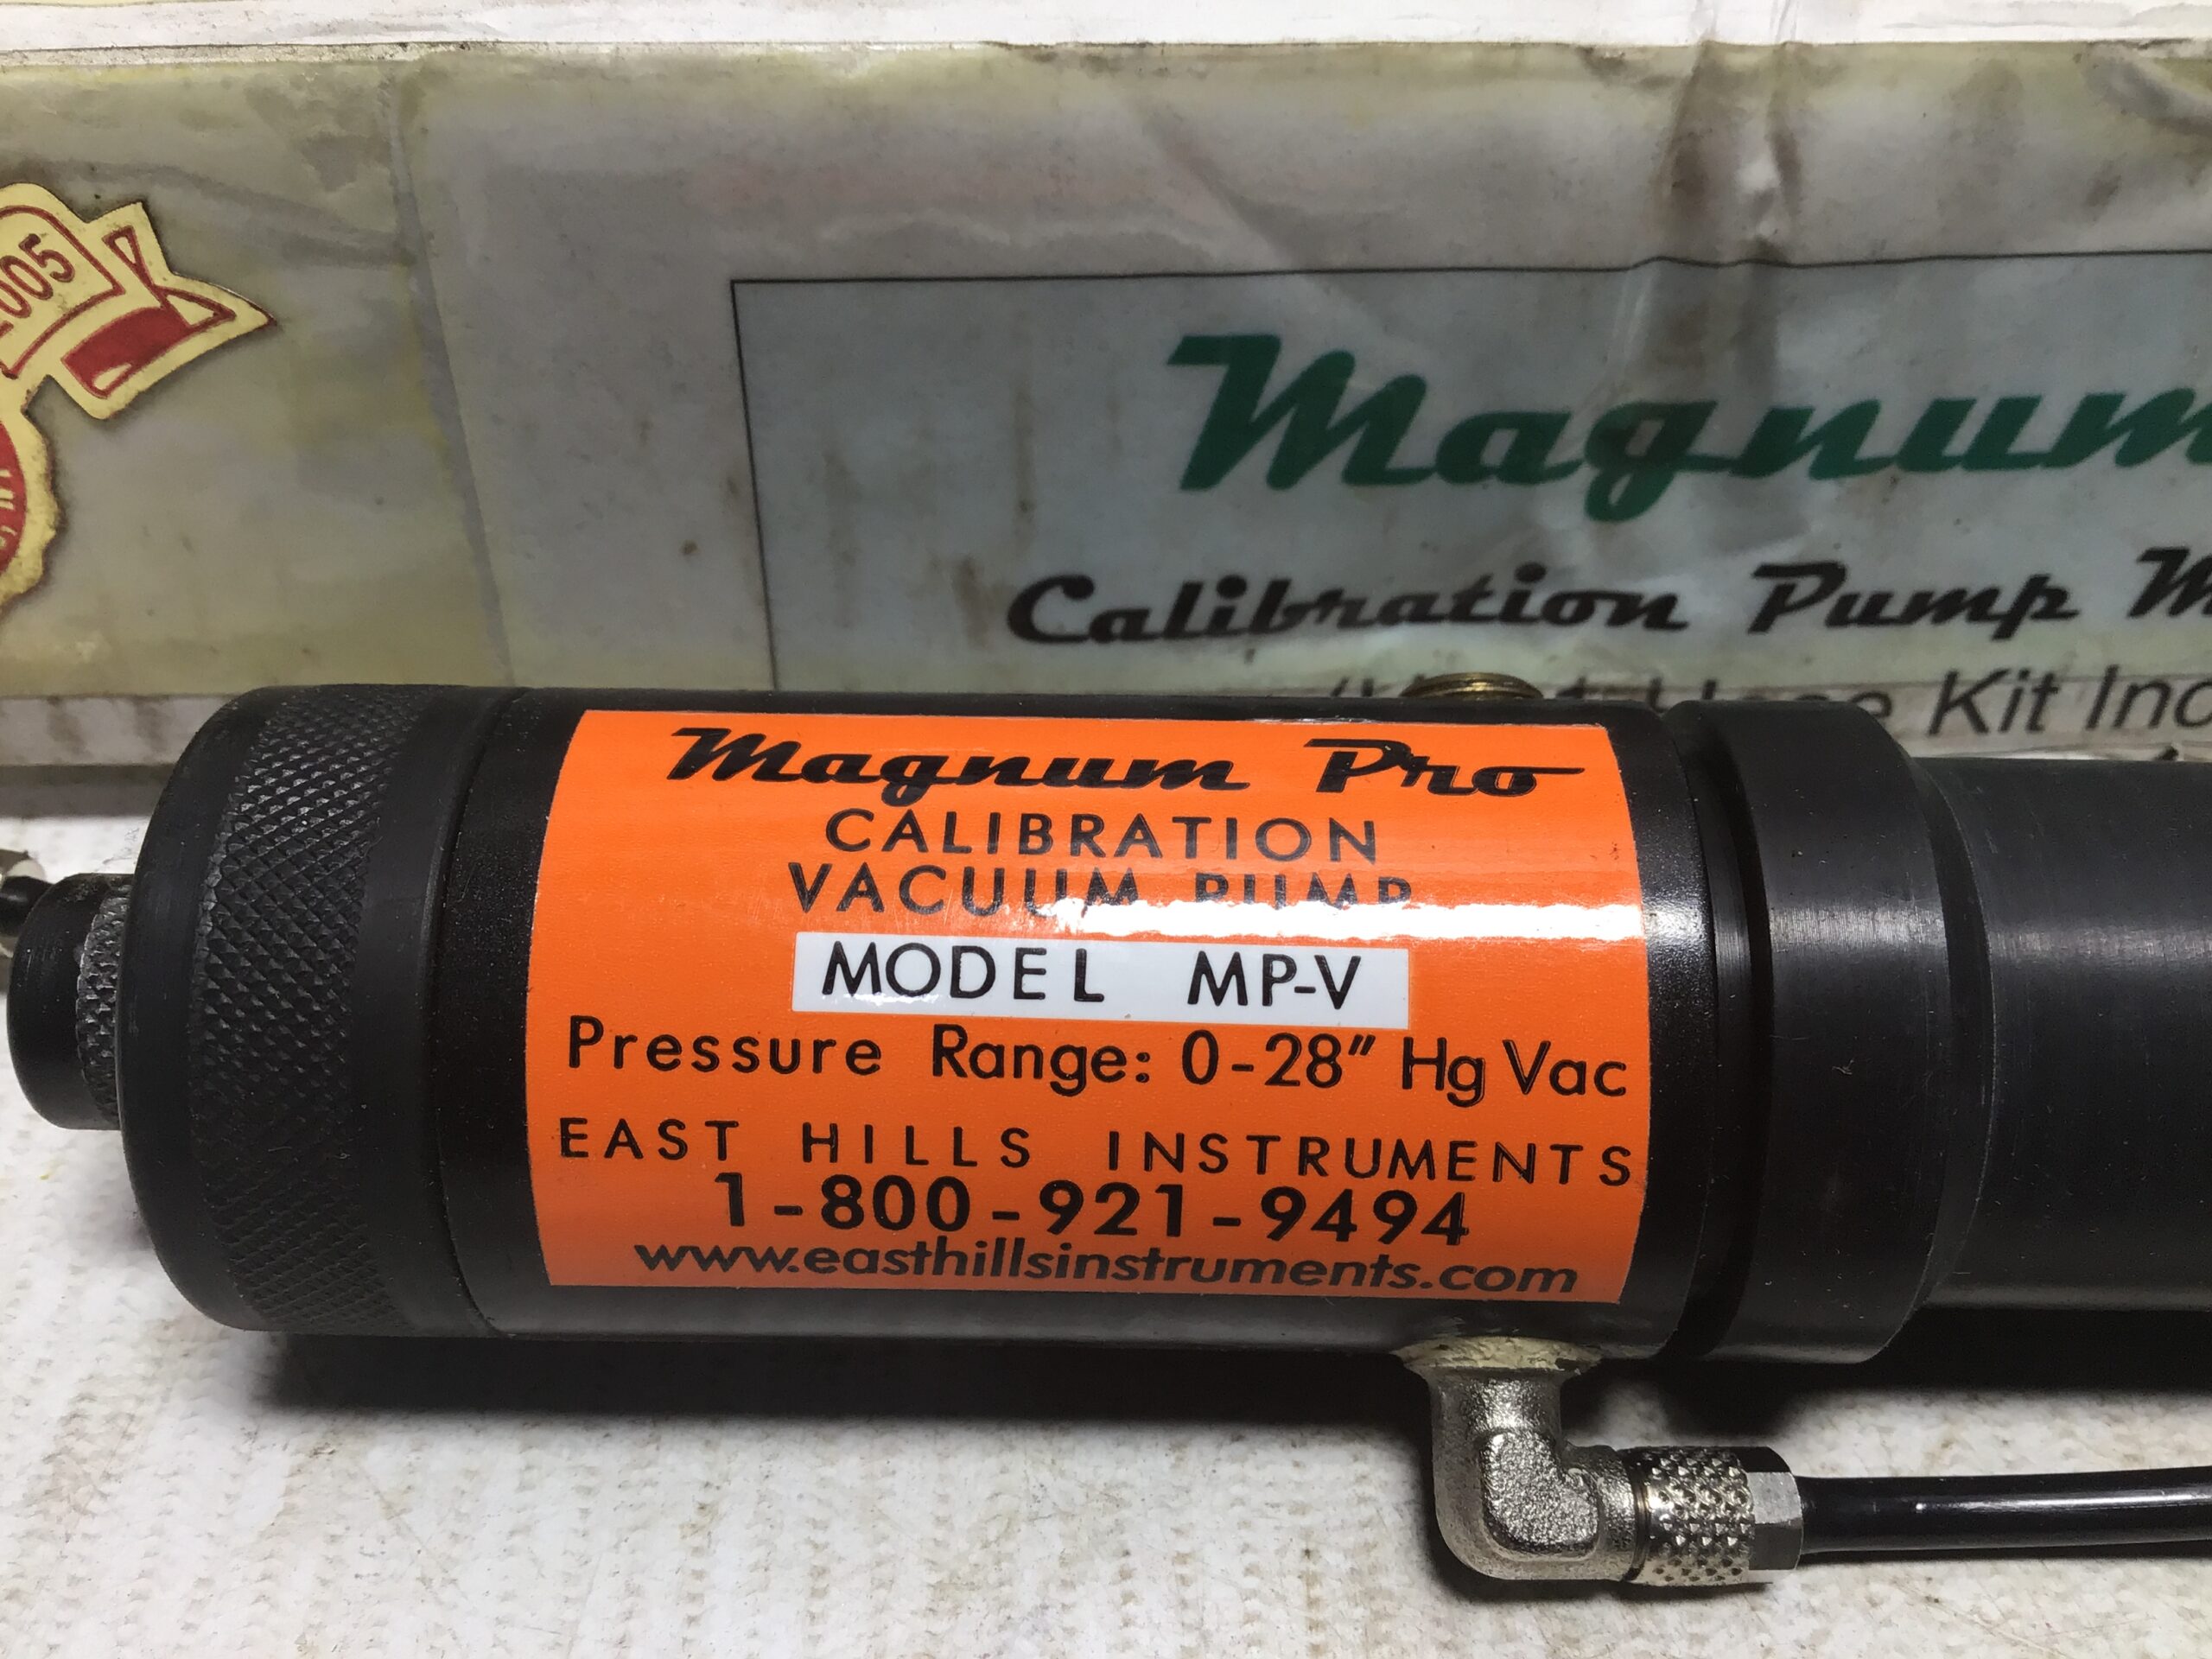 2005
Magnum
Calibration Pump
Kit
Magnum Pro
CALIBRATION
VACUUM PUMP
MODEL MP-V
Pressure Range: 0-28" Hg Vac
EAST HILLS INSTRUMENTS
1-800-921-9494
www.easthillsinstruments.com